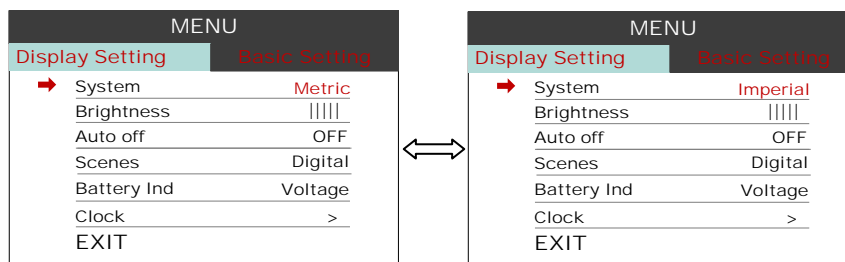 MENU
Display Setting Basic Setting
System Metric
Brightness |||||
Auto off OFF
Scenes Digital
Battery Ind Voltage
Clock >
EXIT
MENU
Display Setting Basic Setting
System Imperial
Brightness |||||
Auto off OFF
Scenes Digital
Battery Ind Voltage
Clock >
EXIT